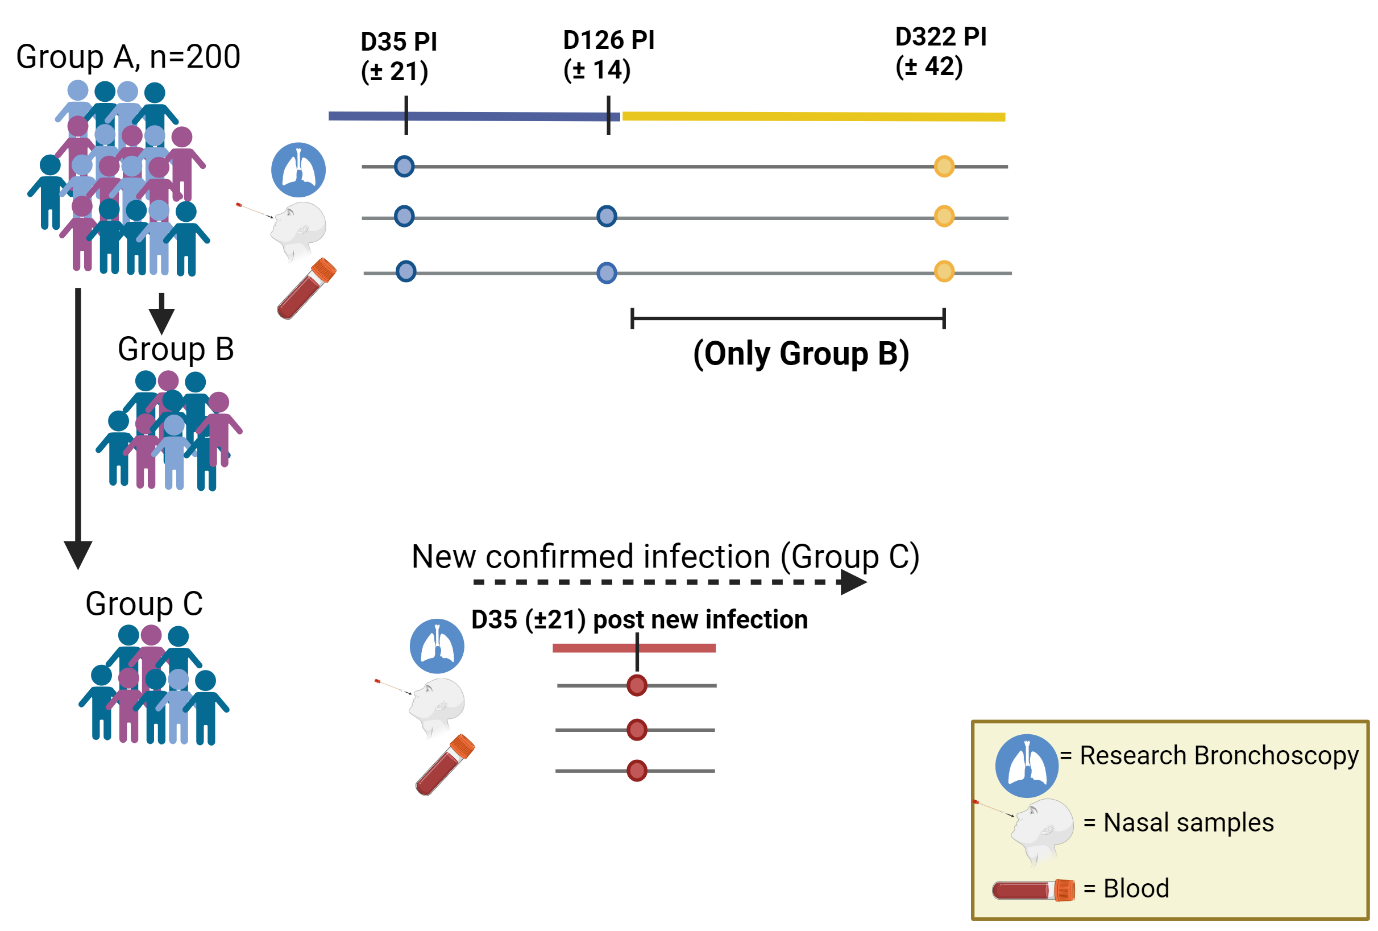 Group A, n=200
D35 PI
(± 21)
D126 PI
(± 14)
D322 PI
(± 42)
(Only Group B)
Group B
New confirmed infection (Group C)
Group C
D35 (±21) post new infection
= Research Bronchoscopy
= Nasal samples
= Blood